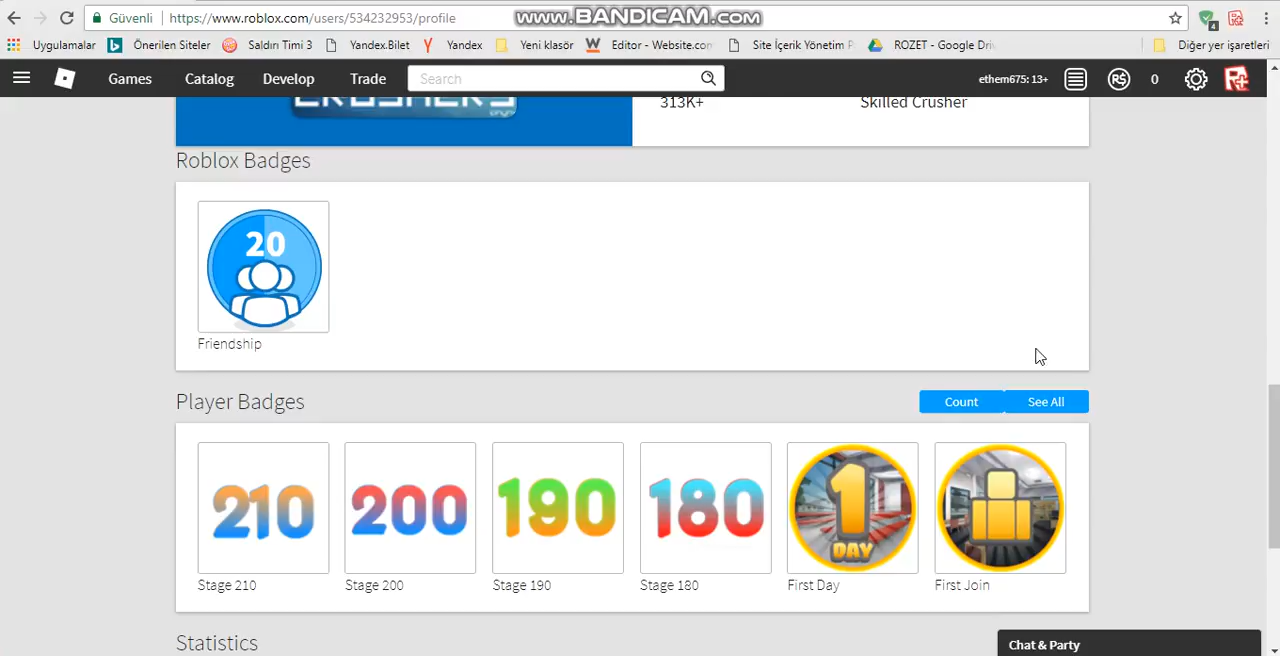 Güvenli
https://www.roblox.com/users/534232953/profile
www.BANDICAM.com
4
Uygulamalar
Önerilen Siteler
Saldırı Timi 3
Yandex.Bilet
Yandex
Yeni klasör
Editor - Website.com
Site İçerik Yönetim P
ROZET - Google Driv
Diğer yer işaretleri
Games
Catalog
Develop
Trade
Search
ethem675: 13+
R$
0
R+
CRUSHERS
313K+
Skilled Crusher
Roblox Badges
20
Friendship
Player Badges
Count
See All
210
200
190
180
1
DAY
Stage 210
Stage 200
Stage 190
Stage 180
First Day
First Join
Statistics
Chat & Party